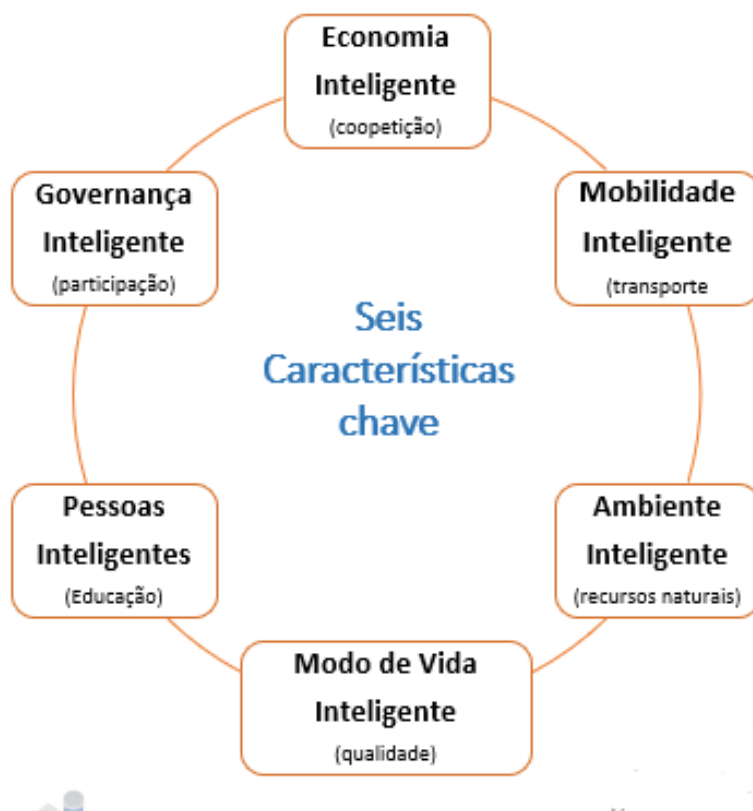 Economia
Inteligente
(coopetição)
Mobilidade
Inteligente
(transporte
Ambiente
Inteligente
(recursos naturais)
Modo de Vida
Inteligente
(qualidade)
Pessoas
Inteligentes
(Educação)
Governança
Inteligente
(participação)
Seis
Características
chave